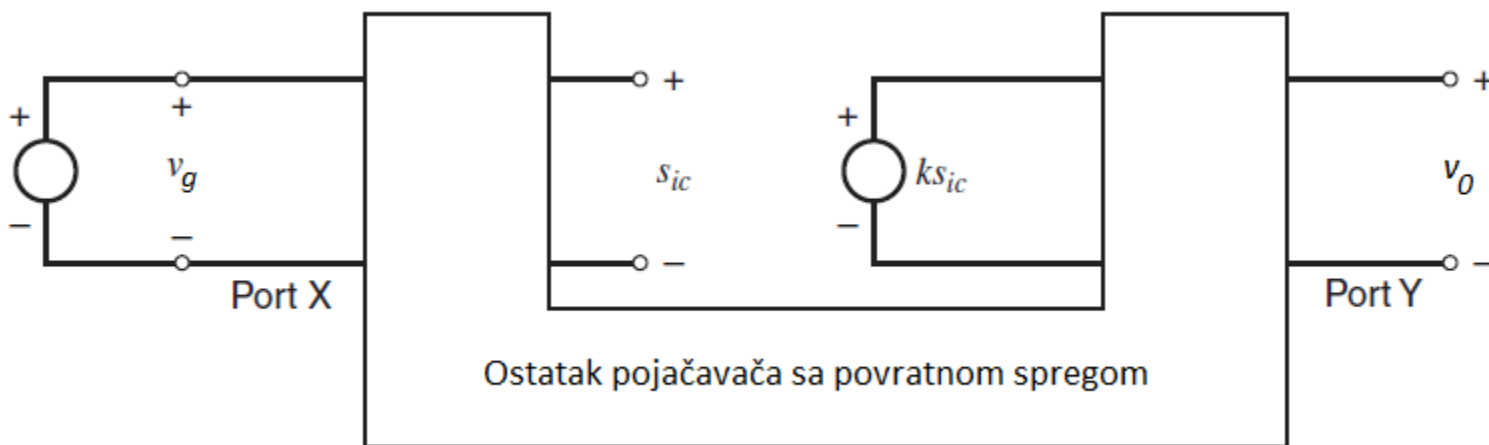 + + + + +
v_g s_ic ks_ic v_0
− − − − −
Port X Port Y
Ostatak pojačavača sa povratnom spregom